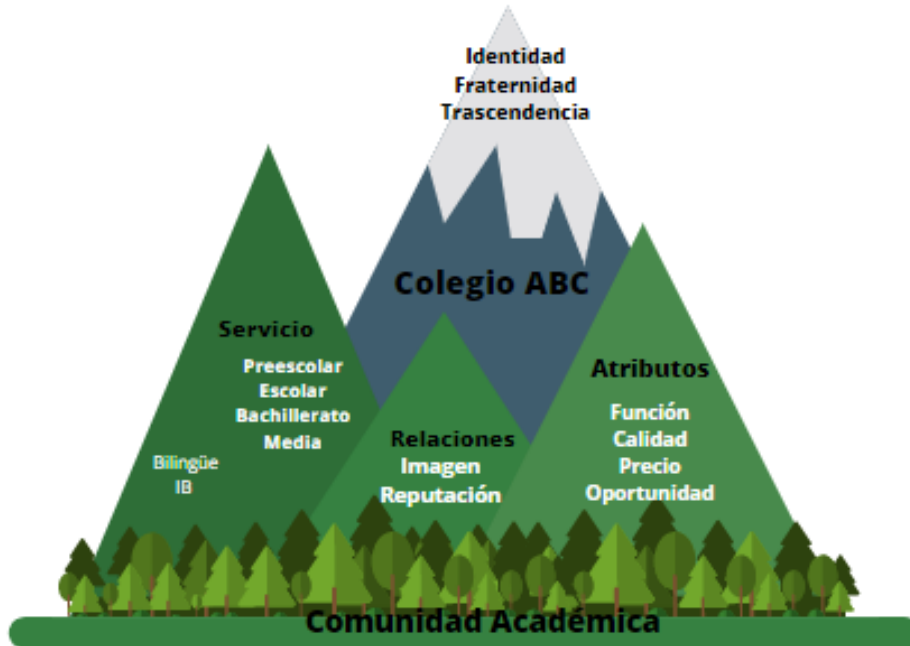 Identidad
Fraternidad
Trascendencia
Colegio ABC
Servicio
Preescolar
Escolar
Bachillerato
Media
Bilingüe
IB
Relaciones
Imagen
Reputación
Atributos
Función
Calidad
Precio
Oportunidad
Comunidad Académica